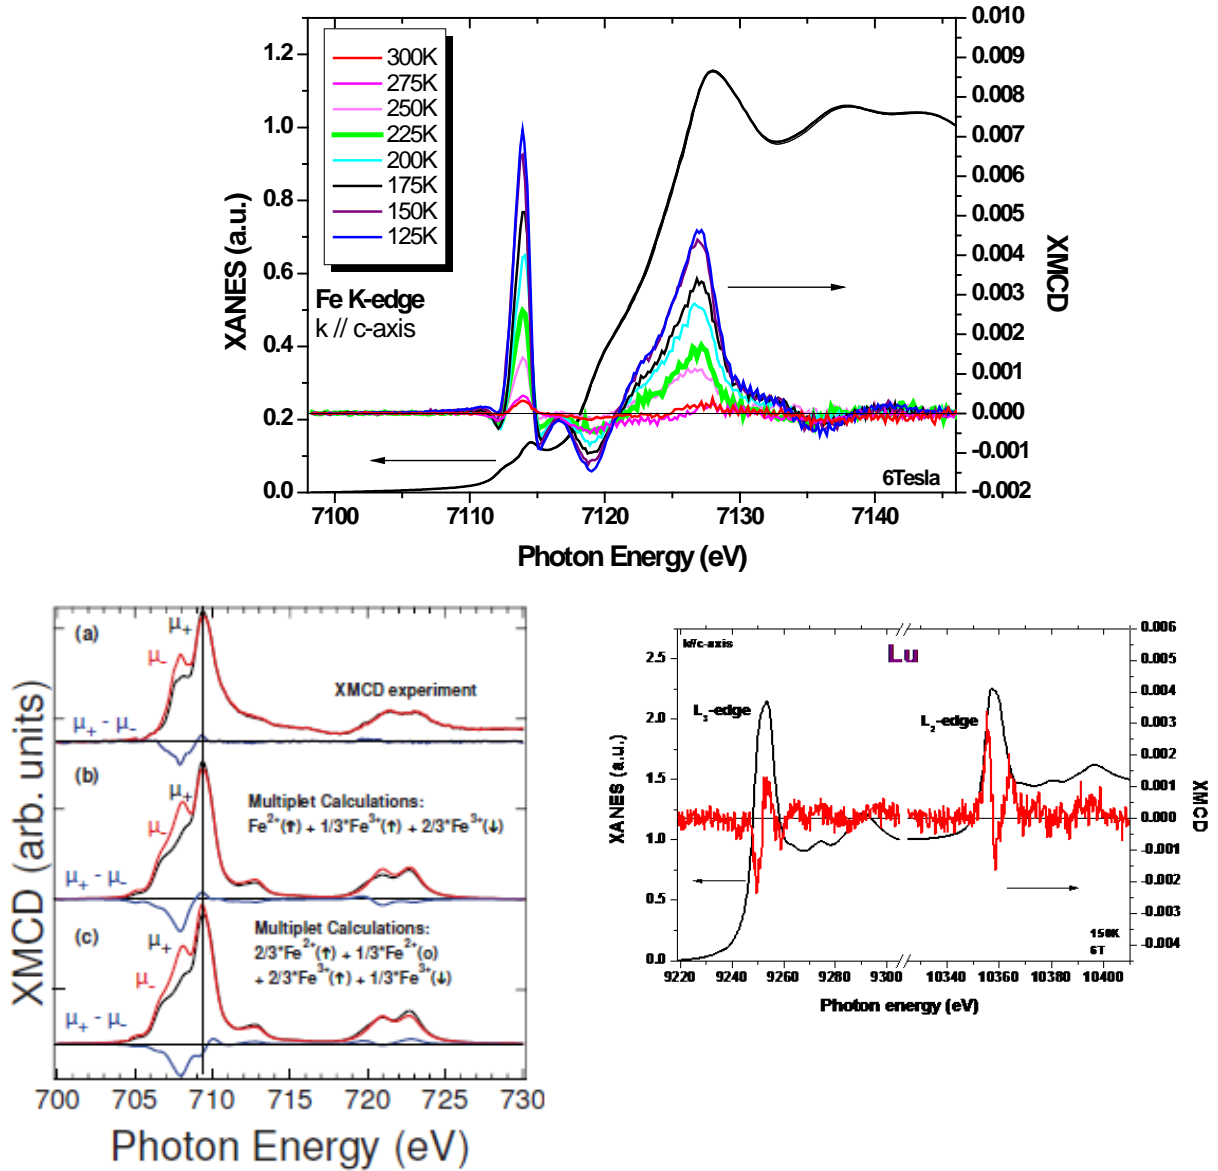 300K
275K
250K
225K
200K
175K
150K
125K
Fe K-edge
k // c-axis
6Tesla
XANES (a.u.)
1.2
1.0
0.8
0.6
0.4
0.2
0.0
XMCD
0.010
0.009
0.008
0.007
0.006
0.005
0.004
0.003
0.002
0.001
0.000
-0.001
-0.002
7100 7110 7120 7130 7140
Photon Energy (eV)
XMCD (arb. units)
(a)
μ+
μ-
XMCD experiment
μ+ - μ-
(b)
μ+
μ-
Multiplet Calculations:
Fe²⁺(↑) + 1/3*Fe³⁺(↑) + 2/3*Fe³⁺(↓)
μ+ - μ-
(c)
μ+
μ-
Multiplet Calculations:
2/3*Fe²⁺(↑) + 1/3*Fe²⁺(o)
+ 2/3*Fe³⁺(↑) + 1/3*Fe³⁺(↓)
μ+ - μ-
700 705 710 715 720 725 730
Photon Energy (eV)
k//c-axis
Lu
L₃-edge
L₂-edge
150K
6T
XANES (a.u.)
2.5
2.0
1.5
1.0
0.5
0.0
XMCD
0.006
0.005
0.004
0.003
0.002
0.001
0.000
-0.001
-0.002
-0.003
-0.004
9220 9240 9260 9280 9300 10340 10360 10380 10400
Photon energy (eV)